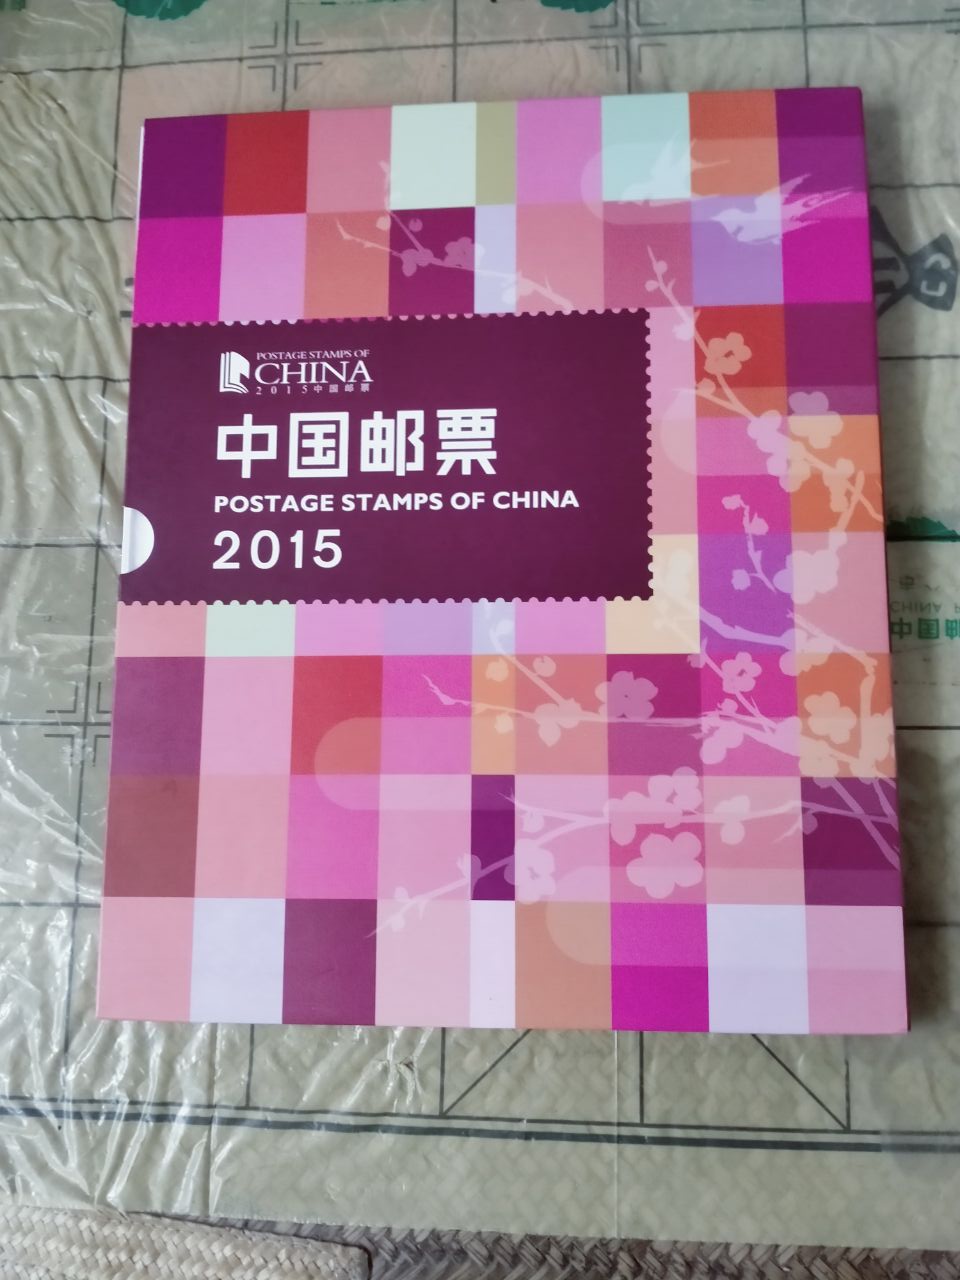 POSTAGE STAMPS OF
CHINA
2015中国邮票
中国邮票
POSTAGE STAMPS OF CHINA
2015